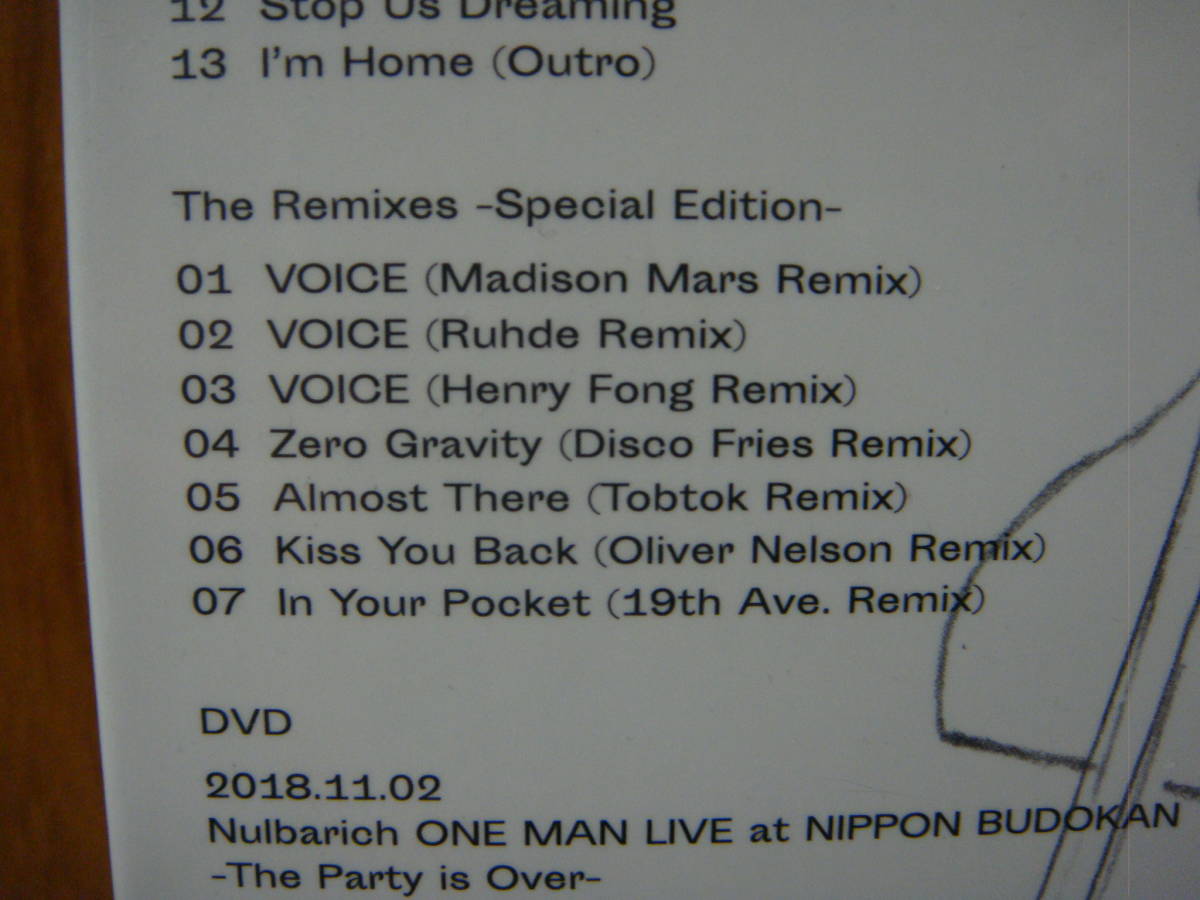 12 Stop Us Dreaming
13 I'm Home (Outro)
The Remixes -Special Edition-
01 VOICE (Madison Mars Remix)
02 VOICE (Ruhde Remix)
03 VOICE (Henry Fong Remix)
04 Zero Gravity (Disco Fries Remix)
05 Almost There (Tobtok Remix)
06 Kiss You Back (Oliver Nelson Remix)
07 In Your Pocket (19th Ave. Remix)
DVD
2018.11.02
Nulbarich ONE MAN LIVE at NIPPON BUDOKAN
-The Party is Over-